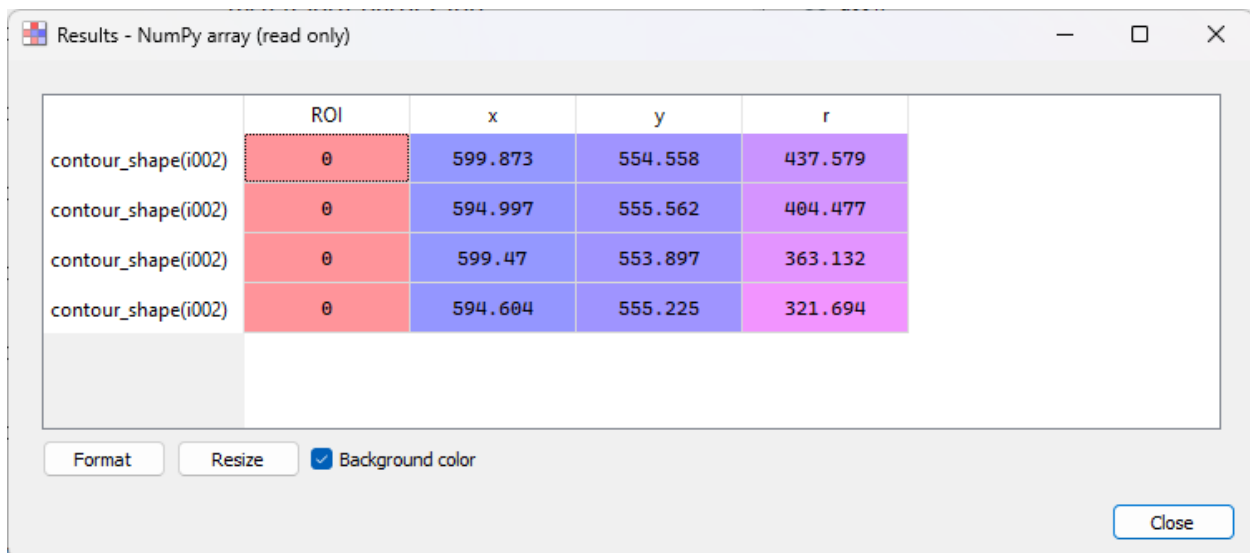 Results - NumPy array (read only)
ROI x y r
contour_shape(i002) 0 599.873 554.558 437.579
contour_shape(i002) 0 594.997 555.562 404.477
contour_shape(i002) 0 599.47 553.897 363.132
contour_shape(i002) 0 594.604 555.225 321.694
Format Resize Background color
Close